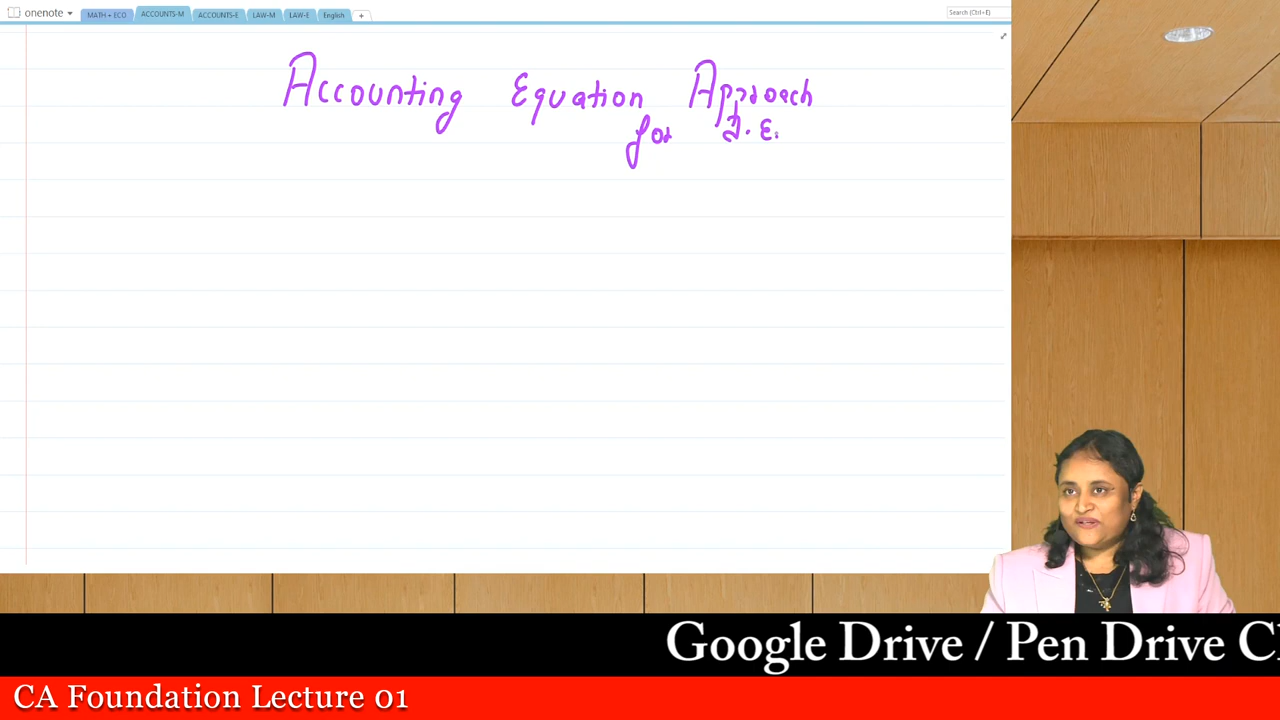 onenote MATH + ECO ACCOUNTS-M ACCOUNTS-E LAW-M LAW-E English + Search (Ctrl+E)
Accounting Equation Approach
for J.E.
Google Drive / Pen Drive C
CA Foundation Lecture 01